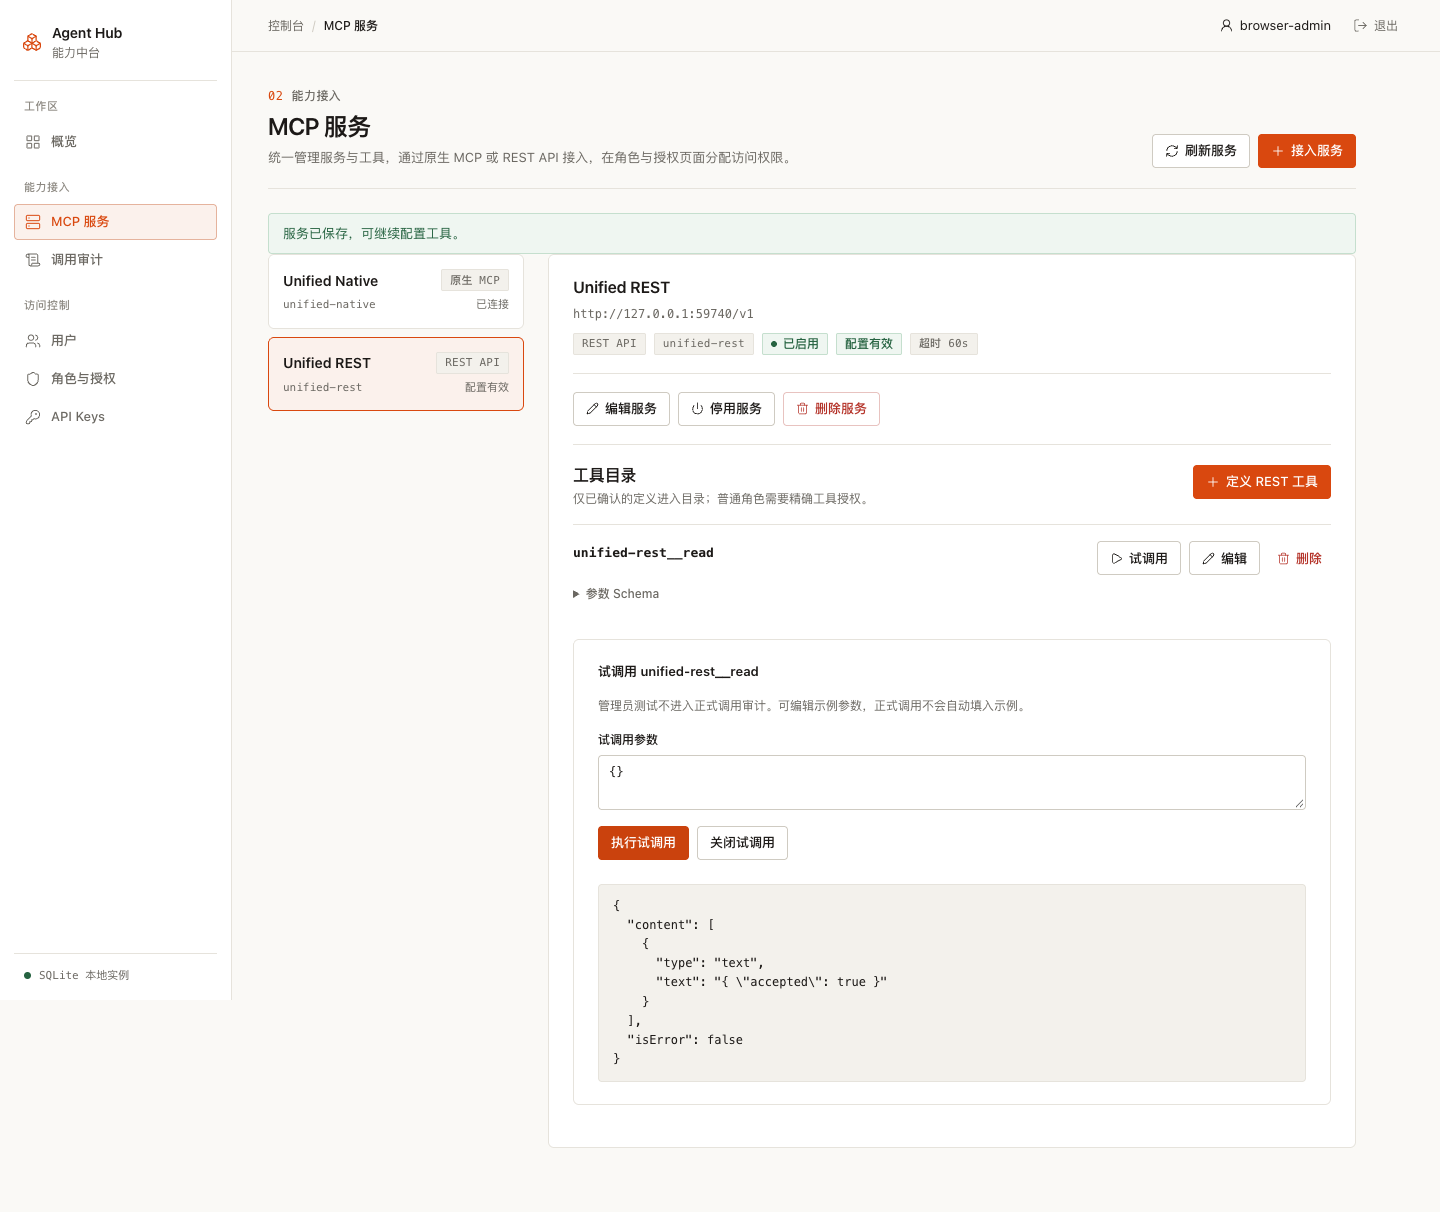 Agent Hub
能力中台
工作区
概览
能力接入
MCP 服务
调用审计
访问控制
用户
角色与授权
API Keys
SQLite 本地实例
控制台 / MCP 服务
browser-admin
退出
02 能力接入
MCP 服务
统一管理服务与工具，通过原生 MCP 或 REST API 接入，在角色与授权页面分配访问权限。
刷新服务
接入服务
服务已保存，可继续配置工具。
Unified Native
原生 MCP
unified-native
已连接
Unified REST
REST API
unified-rest
配置有效
Unified REST
http://127.0.0.1:59740/v1
REST API
unified-rest
已启用
配置有效
超时 60s
编辑服务
停用服务
删除服务
工具目录
仅已确认的定义进入目录；普通角色需要精确工具授权。
定义 REST 工具
unified-rest__read
试调用
编辑
删除
参数 Schema
试调用 unified-rest__read
管理员测试不进入正式调用审计。可编辑示例参数，正式调用不会自动填入示例。
试调用参数
{}
执行试调用
关闭试调用
{
  "content": [
    {
      "type": "text",
      "text": "{ \"accepted\": true }"
    }
  ],
  "isError": false
}